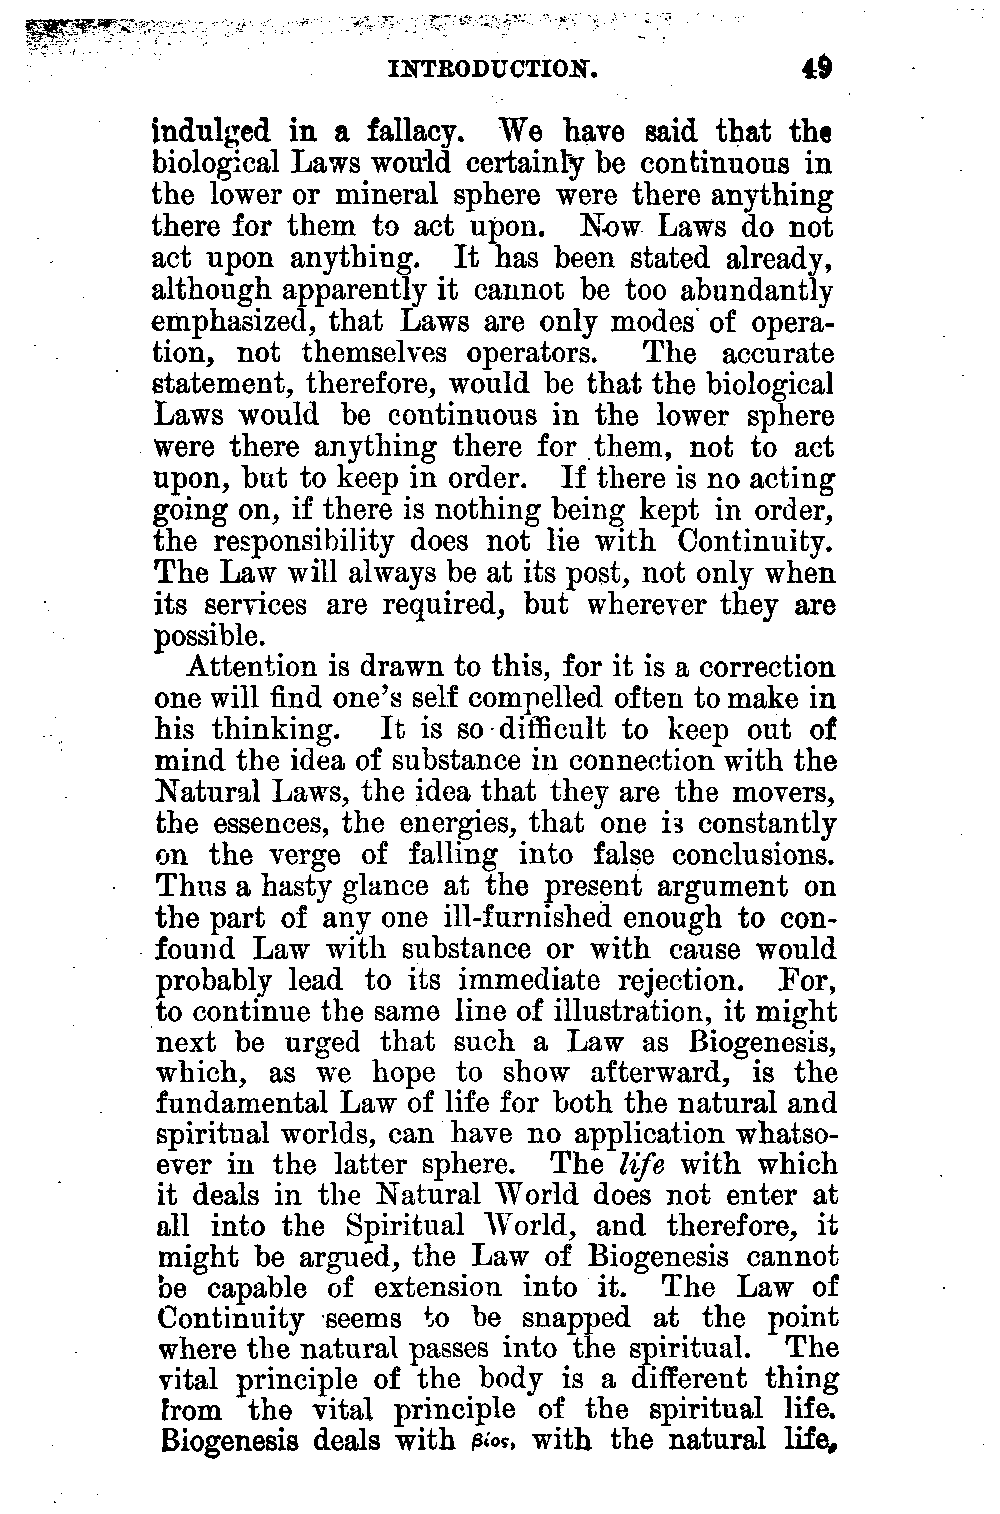 INTRODUCTION. 49
indulged in a fallacy. We have said that the
biological Laws would certainly be continuous in
the lower or mineral sphere were there anything
there for them to act upon. Now Laws do not
act upon anything. It has been stated already,
although apparently it cannot be too abundantly
emphasized, that Laws are only modes of opera-
tion, not themselves operators. The accurate
statement, therefore, would be that the biological
Laws would be continuous in the lower sphere
were there anything there for them, not to act
upon, but to keep in order. If there is no acting
going on, if there is nothing being kept in order,
the responsibility does not lie with Continuity.
The Law will always be at its post, not only when
its services are required, but wherever they are
possible.
Attention is drawn to this, for it is a correction
one will find one's self compelled often to make in
his thinking. It is so difficult to keep out of
mind the idea of substance in connection with the
Natural Laws, the idea that they are the movers,
the essences, the energies, that one is constantly
on the verge of falling into false conclusions.
Thus a hasty glance at the present argument on
the part of any one ill-furnished enough to con-
found Law with substance or with cause would
probably lead to its immediate rejection. For,
to continue the same line of illustration, it might
next be urged that such a Law as Biogenesis,
which, as we hope to show afterward, is the
fundamental Law of life for both the natural and
spiritual worlds, can have no application whatso-
ever in the latter sphere. The life with which
it deals in the Natural World does not enter at
all into the Spiritual World, and therefore, it
might be argued, the Law of Biogenesis cannot
be capable of extension into it. The Law of
Continuity seems to be snapped at the point
where the natural passes into the spiritual. The
vital principle of the body is a different thing
from the vital principle of the spiritual life.
Biogenesis deals with βίος, with the natural life,